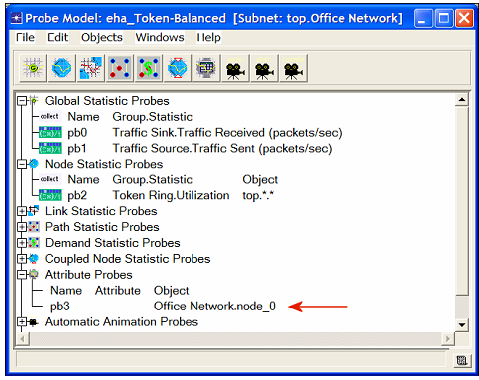 Probe Model: eha_Token-Balanced [Subnet: top.Office Network]
File Edit Objects Windows Help
Global Statistic Probes
collect Name Group.Statistic
pb0 Traffic Sink.Traffic Received (packets/sec)
pb1 Traffic Source.Traffic Sent (packets/sec)
Node Statistic Probes
collect Name Group.Statistic Object
pb2 Token Ring.Utilization top.*.*
Link Statistic Probes
Path Statistic Probes
Demand Statistic Probes
Coupled Node Statistic Probes
Attribute Probes
Name Attribute Object
pb3 Office Network.node_0
Automatic Animation Probes